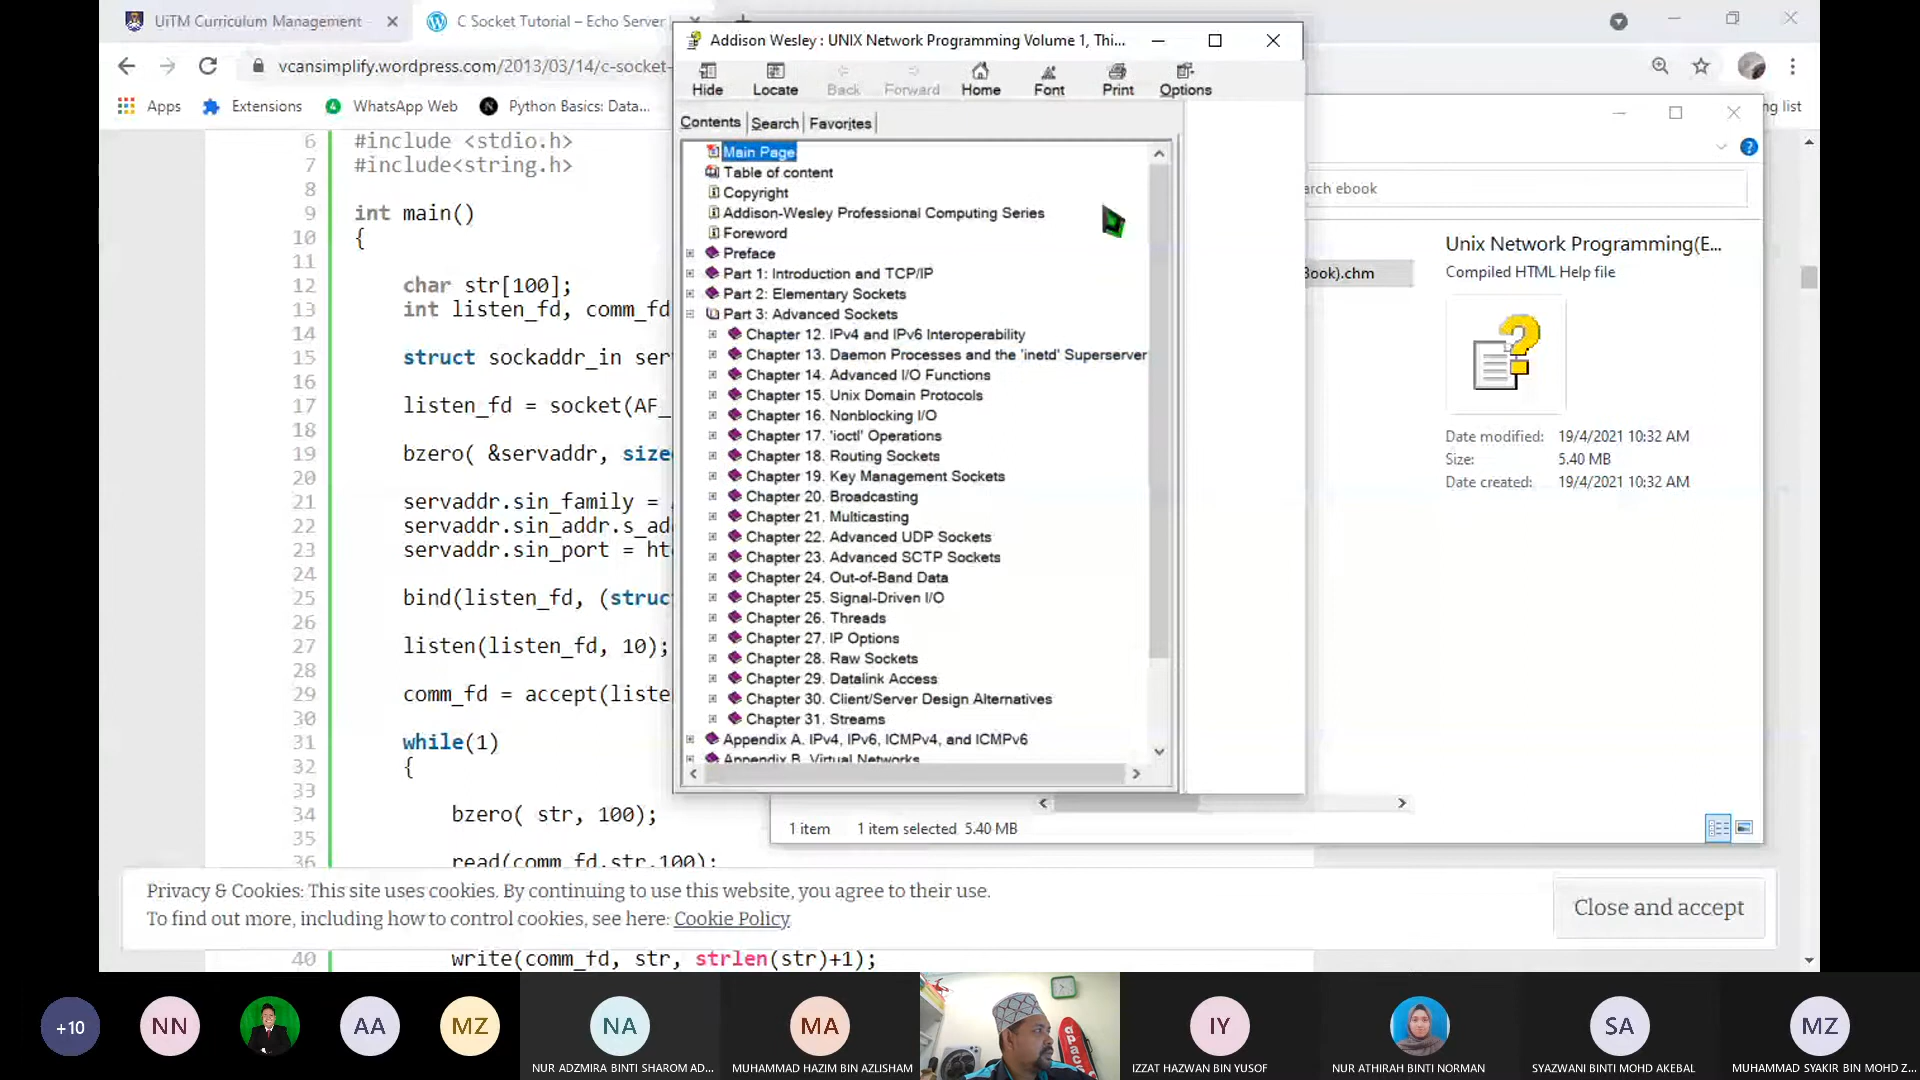 UiTM Curriculum Management
C Socket Tutorial – Echo Server
vcansimplify.wordpress.com/2013/03/14/c-socket-
Apps
Extensions
WhatsApp Web
Python Basics: Data...
ng list
6 #include <stdio.h>
7 #include<string.h>
8
9 int main()
10 {
11
12 char str[100];
13 int listen_fd, comm_fd
14
15 struct sockaddr_in ser
16
17 listen_fd = socket(AF_
18
19 bzero( &servaddr, size
20
21 servaddr.sin_family =
22 servaddr.sin_addr.s_ad
23 servaddr.sin_port = ht
24
25 bind(listen_fd, (struc
26
27 listen(listen_fd, 10);
28
29 comm_fd = accept(liste
30
31 while(1)
32 {
33
34 bzero( str, 100);
35
36 read(comm_fd,str,100);
40 write(comm_fd, str, strlen(str)+1);
Addison Wesley : UNIX Network Programming Volume 1, Thi...
Hide
Locate
Back
Forward
Home
Font
Print
Options
Contents
Search
Favorites
Main Page
Table of content
Copyright
Addison-Wesley Professional Computing Series
Foreword
Preface
Part 1: Introduction and TCP/IP
Part 2: Elementary Sockets
Part 3: Advanced Sockets
Chapter 12. IPv4 and IPv6 Interoperability
Chapter 13. Daemon Processes and the 'inetd' Superserver
Chapter 14. Advanced I/O Functions
Chapter 15. Unix Domain Protocols
Chapter 16. Nonblocking I/O
Chapter 17. 'ioctl' Operations
Chapter 18. Routing Sockets
Chapter 19. Key Management Sockets
Chapter 20. Broadcasting
Chapter 21. Multicasting
Chapter 22. Advanced UDP Sockets
Chapter 23. Advanced SCTP Sockets
Chapter 24. Out-of-Band Data
Chapter 25. Signal-Driven I/O
Chapter 26. Threads
Chapter 27. IP Options
Chapter 28. Raw Sockets
Chapter 29. Datalink Access
Chapter 30. Client/Server Design Alternatives
Chapter 31. Streams
Appendix A. IPv4, IPv6, ICMPv4, and ICMPv6
Appendix B. Virtual Networks
arch ebook
Book).chm
Unix Network Programming(E...
Compiled HTML Help file
Date modified: 19/4/2021 10:32 AM
Size: 5.40 MB
Date created: 19/4/2021 10:32 AM
1 item 1 item selected 5.40 MB
Privacy & Cookies: This site uses cookies. By continuing to use this website, you agree to their use.
To find out more, including how to control cookies, see here: Cookie Policy
Close and accept
+10
NN
AA
MZ
NA
NUR ADZMIRA BINTI SHAROM AD...
MA
MUHAMMAD HAZIM BIN AZLISHAM
IY
IZZAT HAZWAN BIN YUSOF
NUR ATHIRAH BINTI NORMAN
SA
SYAZWANI BINTI MOHD AKEBAL
MZ
MUHAMMAD SYAKIR BIN MOHD Z...